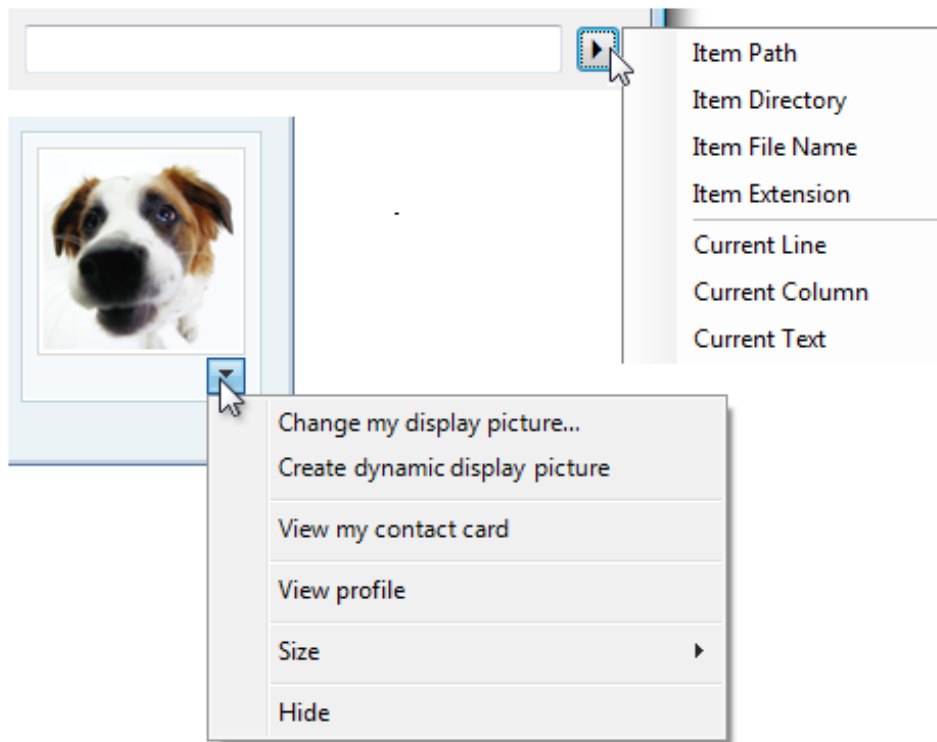 Item Path
Item Directory
Item File Name
Item Extension
Current Line
Current Column
Current Text
Change my display picture...
Create dynamic display picture
View my contact card
View profile
Size
Hide